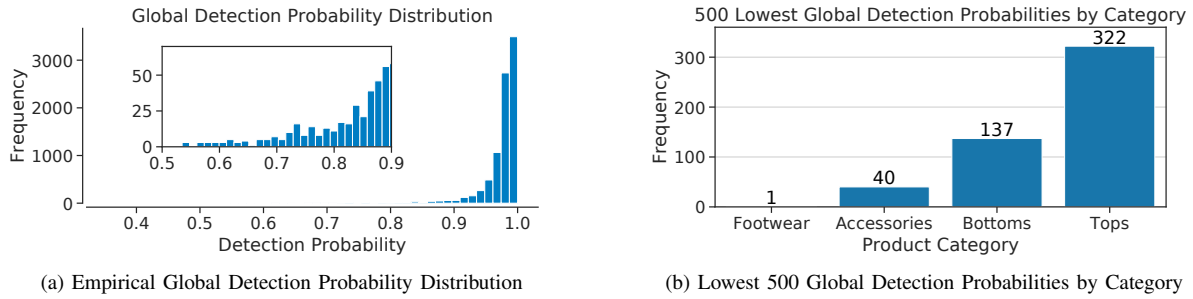 Global Detection Probability Distribution
Frequency
3000
2000
1000
0
50
25
0
0.5 0.6 0.7 0.8 0.9
0.4 0.5 0.6 0.7 0.8 0.9 1.0
Detection Probability
(a) Empirical Global Detection Probability Distribution
500 Lowest Global Detection Probabilities by Category
Frequency
300
200
100
0
1
40
137
322
Footwear Accessories Bottoms Tops
Product Category
(b) Lowest 500 Global Detection Probabilities by Category